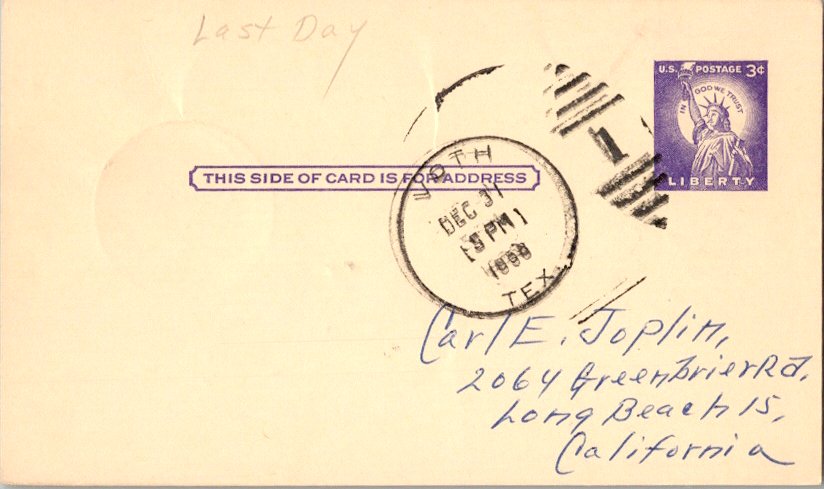 Last Day
U.S. POSTAGE 3¢
IN GOD WE TRUST
LIBERTY
THIS SIDE OF CARD IS FOR ADDRESS
VOTH
DEC 31
5 PM
TEX.
Carl E. Joplin,
2064 Greenbrier Rd.
Long Beach 15,
California